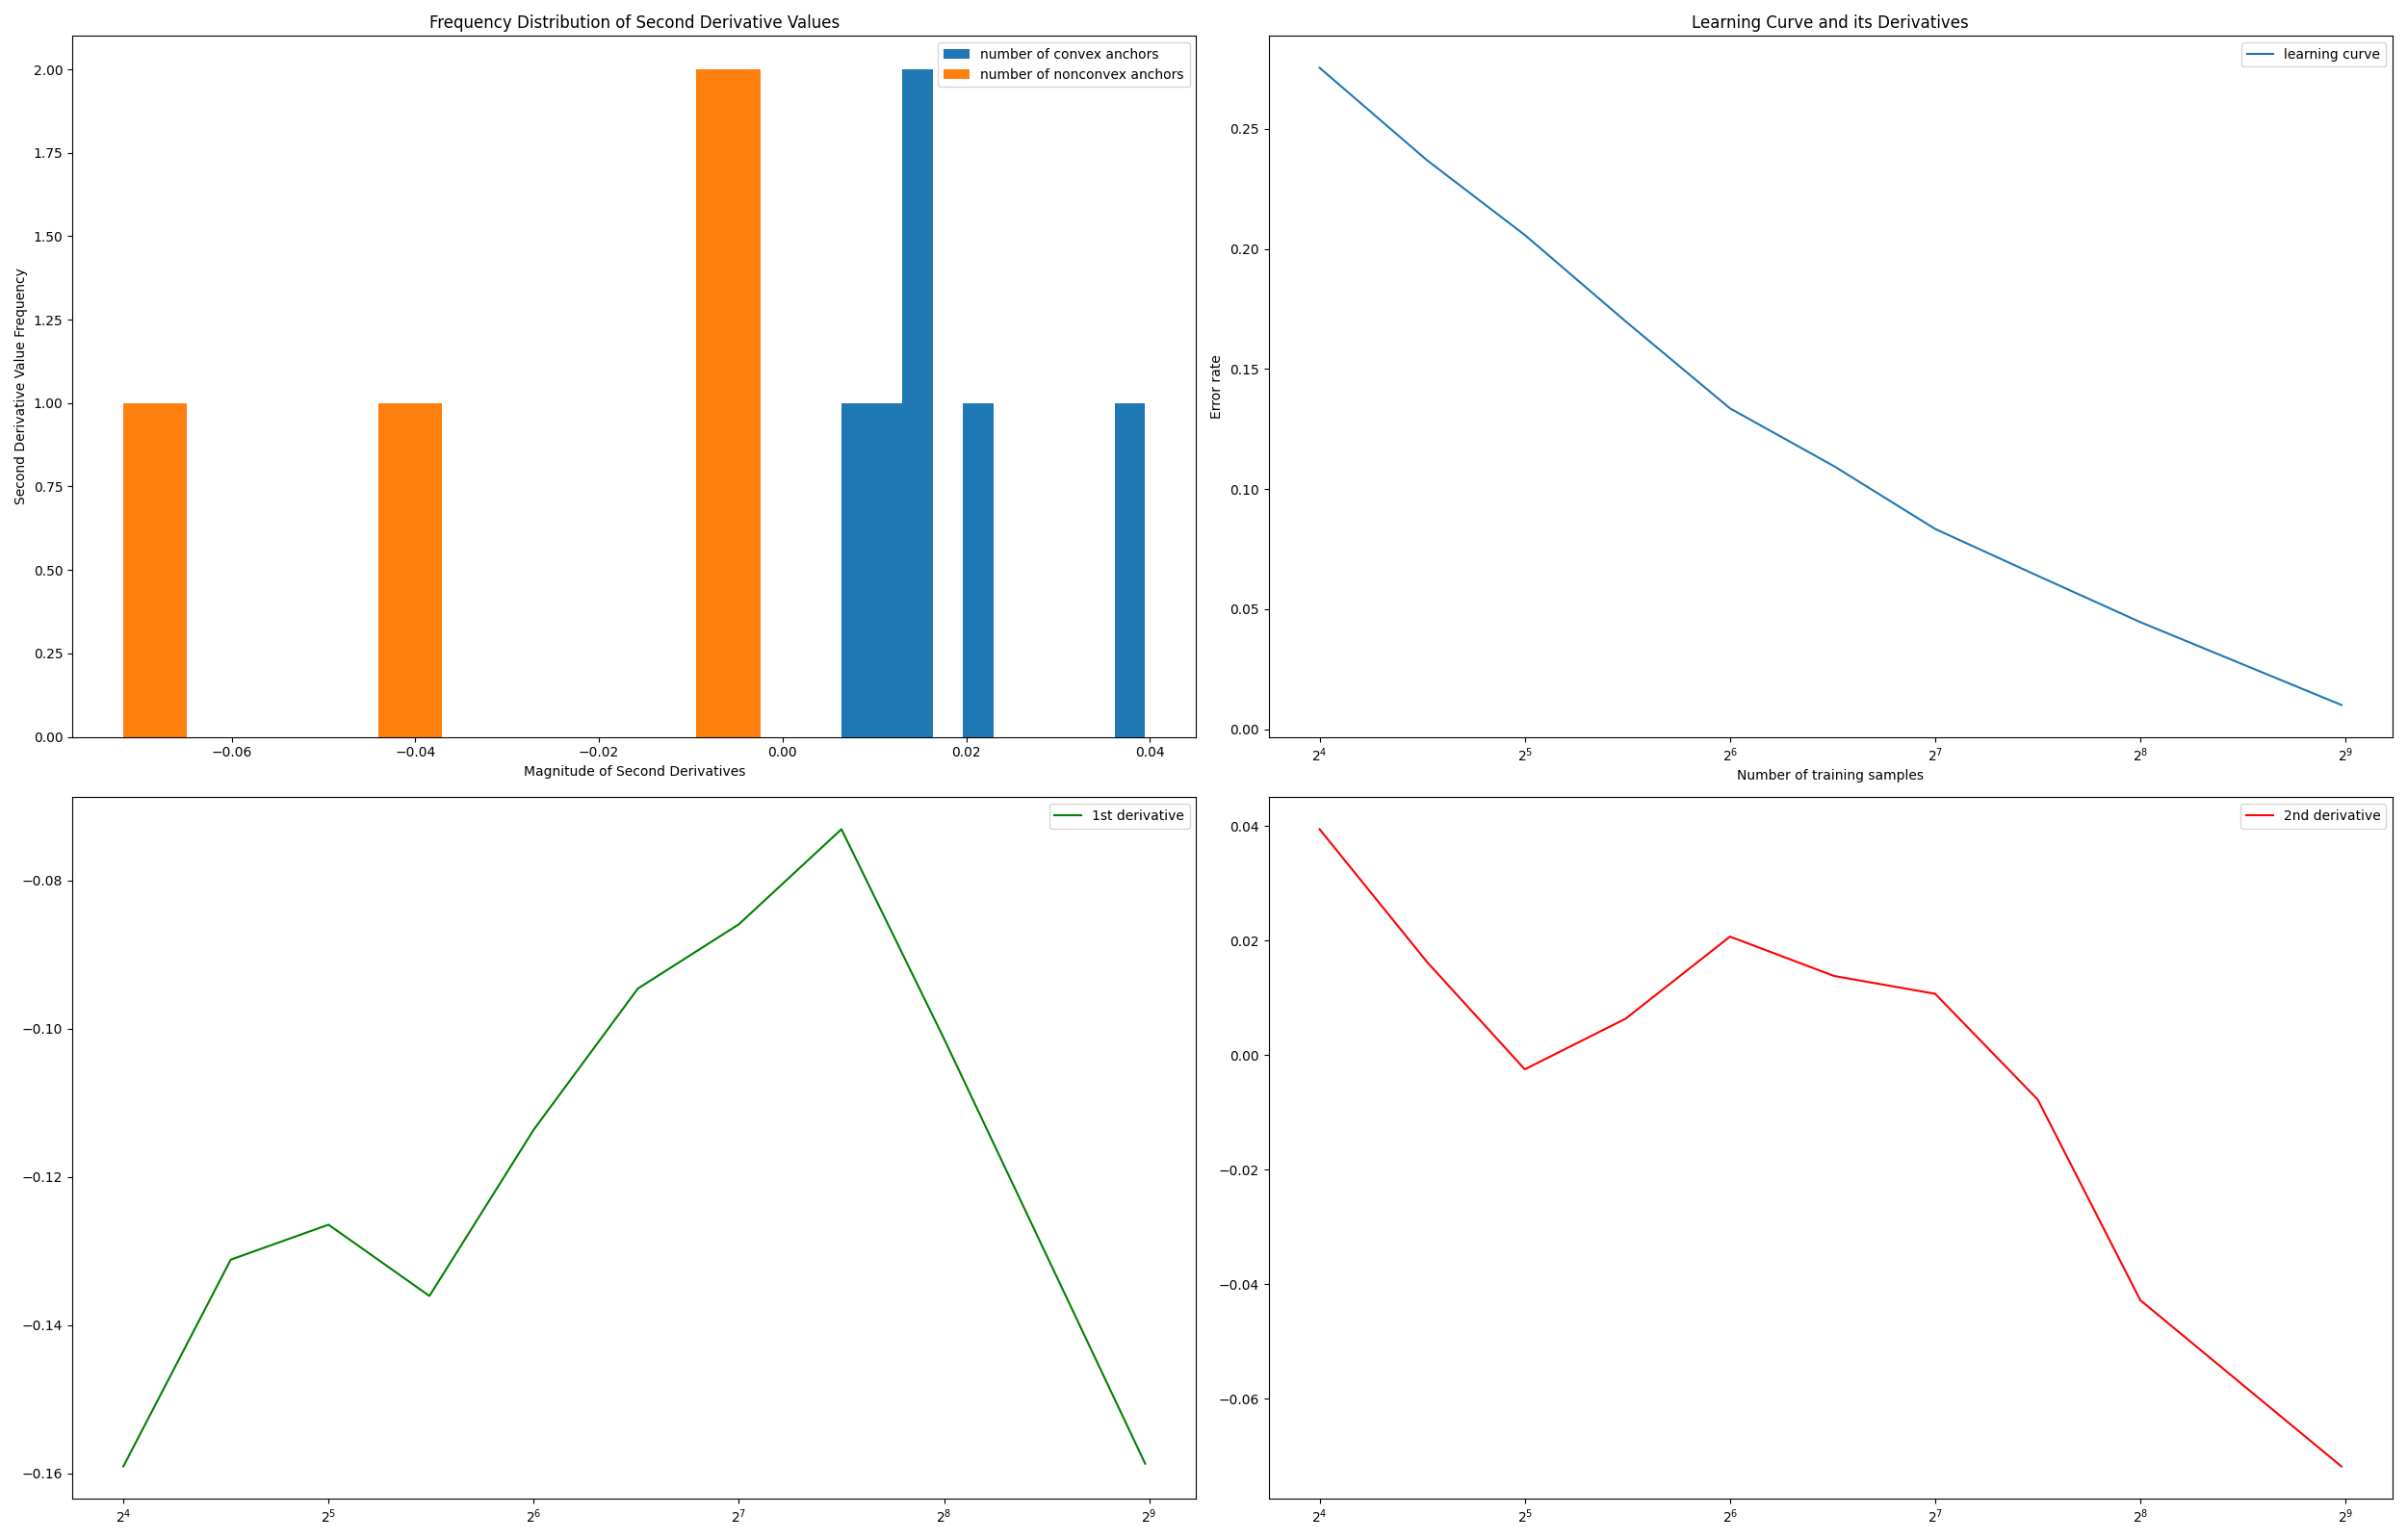 Frequency Distribution of Second Derivative Values
number of convex anchors
number of nonconvex anchors
2.00
1.75
1.50
1.25
1.00
0.75
0.50
0.25
0.00
Second Derivative Value Frequency
−0.06 −0.04 −0.02 0.00 0.02 0.04
Magnitude of Second Derivatives
Learning Curve and its Derivatives
learning curve
0.25
0.20
0.15
0.10
0.05
0.00
Error rate
2⁴ 2⁵ 2⁶ 2⁷ 2⁸ 2⁹
Number of training samples
1st derivative
−0.08
−0.10
−0.12
−0.14
−0.16
2⁴ 2⁵ 2⁶ 2⁷ 2⁸ 2⁹
2nd derivative
0.04
0.02
0.00
−0.02
−0.04
−0.06
2⁴ 2⁵ 2⁶ 2⁷ 2⁸ 2⁹